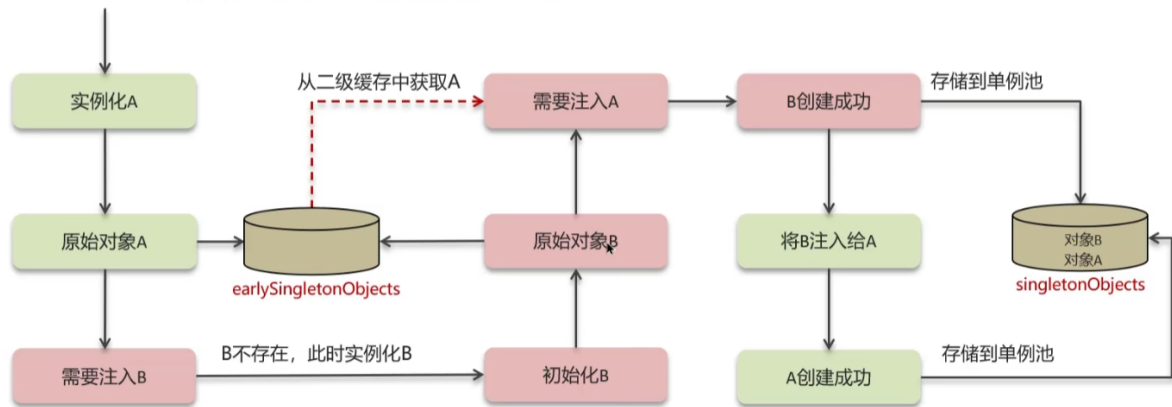 实例化A
从二级缓存中获取A
需要注入A
B创建成功
存储到单例池
原始对象A
earlySingletonObjects
原始对象B
将B注入给A
对象B
对象A
singletonObjects
需要注入B
B不存在，此时实例化B
初始化B
A创建成功
存储到单例池